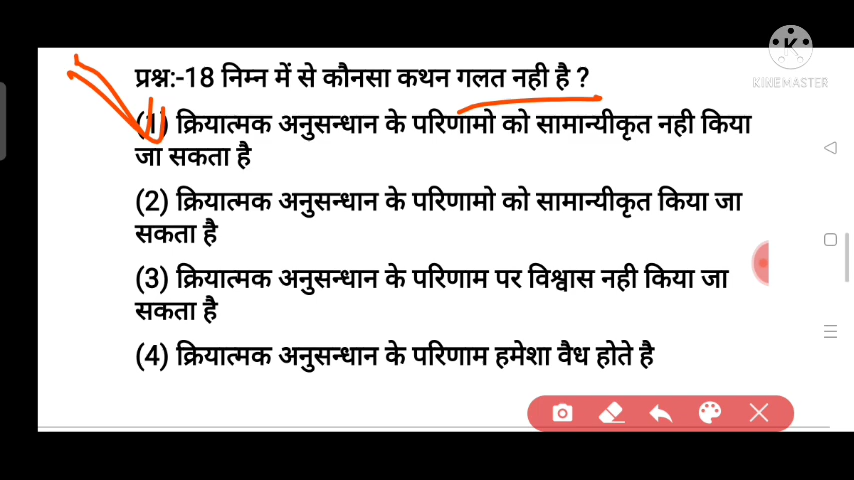 KINEMASTER
प्रश्न:-18 निम्न में से कौनसा कथन गलत नही है ?
(1) क्रियात्मक अनुसन्धान के परिणामो को सामान्यीकृत नही किया
जा सकता है
(2) क्रियात्मक अनुसन्धान के परिणामो को सामान्यीकृत किया जा
सकता है
(3) क्रियात्मक अनुसन्धान के परिणाम पर विश्वास नही किया जा
सकता है
(4) क्रियात्मक अनुसन्धान के परिणाम हमेशा वैध होते है